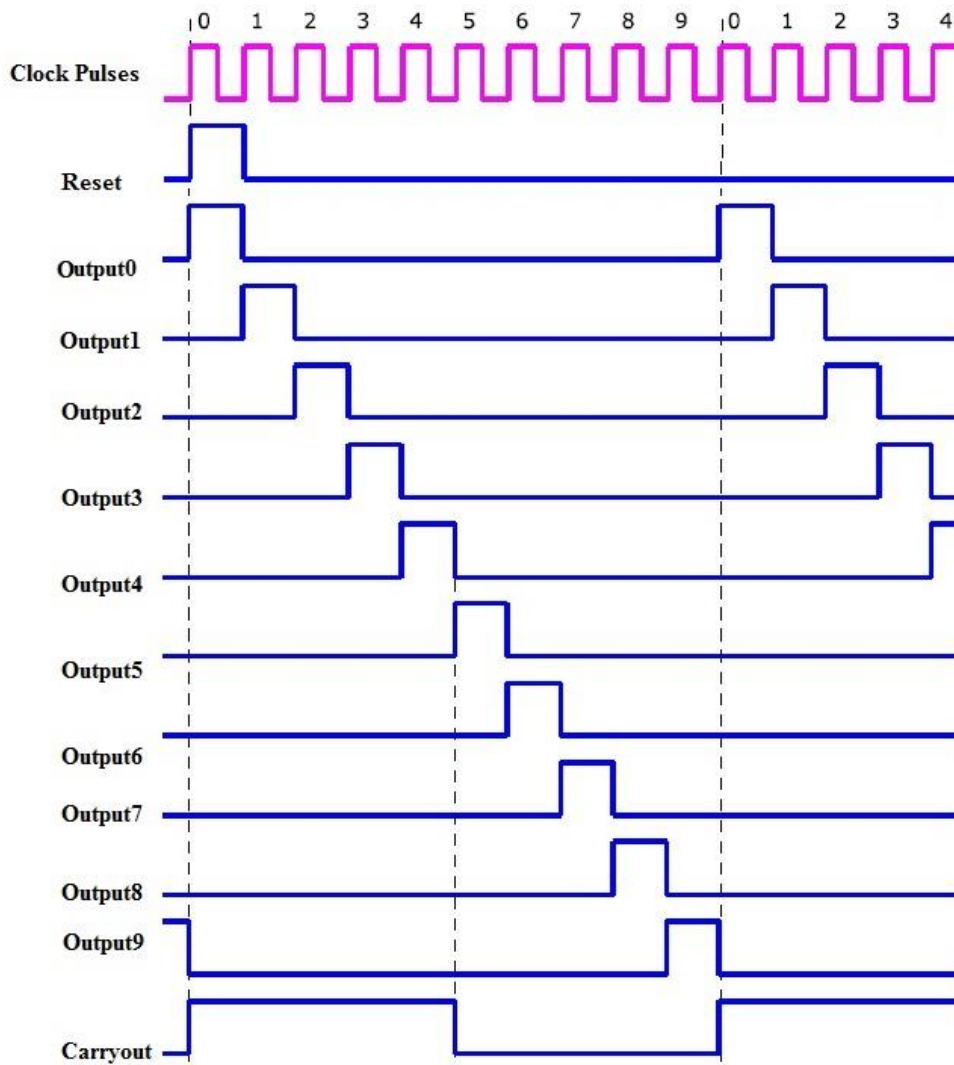 0 1 2 3 4 5 6 7 8 9 0 1 2 3 4
Clock Pulses
Reset
Output0
Output1
Output2
Output3
Output4
Output5
Output6
Output7
Output8
Output9
Carryout